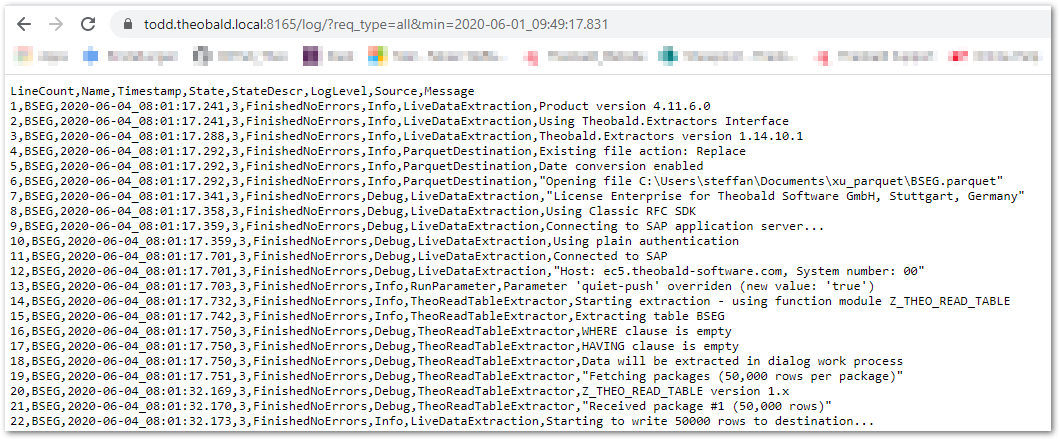 todd.theobald.local:8165/log/?req_type=all&min=2020-06-01_09:49:17.831
LineCount,Name,Timestamp,State,StateDescr,LogLevel,Source,Message
1,BSEG,2020-06-04_08:01:17.241,3,FinishedNoErrors,Info,LiveDataExtraction,Product version 4.11.6.0
2,BSEG,2020-06-04_08:01:17.241,3,FinishedNoErrors,Info,LiveDataExtraction,Using Theobald.Extractors Interface
3,BSEG,2020-06-04_08:01:17.288,3,FinishedNoErrors,Info,LiveDataExtraction,Theobald.Extractors version 1.14.10.1
4,BSEG,2020-06-04_08:01:17.292,3,FinishedNoErrors,Info,ParquetDestination,Existing file action: Replace
5,BSEG,2020-06-04_08:01:17.292,3,FinishedNoErrors,Info,ParquetDestination,Date conversion enabled
6,BSEG,2020-06-04_08:01:17.292,3,FinishedNoErrors,Info,ParquetDestination,"Opening file C:\Users\steffan\Documents\xu_parquet\BSEG.parquet"
7,BSEG,2020-06-04_08:01:17.341,3,FinishedNoErrors,Debug,LiveDataExtraction,"License Enterprise for Theobald Software GmbH, Stuttgart, Germany"
8,BSEG,2020-06-04_08:01:17.358,3,FinishedNoErrors,Debug,LiveDataExtraction,Using Classic RFC SDK
9,BSEG,2020-06-04_08:01:17.359,3,FinishedNoErrors,Debug,LiveDataExtraction,Connecting to SAP application server...
10,BSEG,2020-06-04_08:01:17.359,3,FinishedNoErrors,Debug,LiveDataExtraction,Using plain authentication
11,BSEG,2020-06-04_08:01:17.701,3,FinishedNoErrors,Debug,LiveDataExtraction,Connected to SAP
12,BSEG,2020-06-04_08:01:17.701,3,FinishedNoErrors,Debug,LiveDataExtraction,"Host: ec5.theobald-software.com, System number: 00"
13,BSEG,2020-06-04_08:01:17.703,3,FinishedNoErrors,Info,RunParameter,Parameter 'quiet-push' overriden (new value: 'true')
14,BSEG,2020-06-04_08:01:17.732,3,FinishedNoErrors,Info,TheoReadTableExtractor,Starting extraction - using function module Z_THEO_READ_TABLE
15,BSEG,2020-06-04_08:01:17.742,3,FinishedNoErrors,Info,TheoReadTableExtractor,Extracting table BSEG
16,BSEG,2020-06-04_08:01:17.750,3,FinishedNoErrors,Debug,TheoReadTableExtractor,WHERE clause is empty
17,BSEG,2020-06-04_08:01:17.750,3,FinishedNoErrors,Debug,TheoReadTableExtractor,HAVING clause is empty
18,BSEG,2020-06-04_08:01:17.750,3,FinishedNoErrors,Debug,TheoReadTableExtractor,Data will be extracted in dialog work process
19,BSEG,2020-06-04_08:01:17.751,3,FinishedNoErrors,Debug,TheoReadTableExtractor,"Fetching packages (50,000 rows per package)"
20,BSEG,2020-06-04_08:01:32.169,3,FinishedNoErrors,Debug,TheoReadTableExtractor,Z_THEO_READ_TABLE version 1.x
21,BSEG,2020-06-04_08:01:32.170,3,FinishedNoErrors,Debug,TheoReadTableExtractor,"Received package #1 (50,000 rows)"
22,BSEG,2020-06-04_08:01:32.173,3,FinishedNoErrors,Info,LiveDataExtraction,Starting to write 50000 rows to destination...